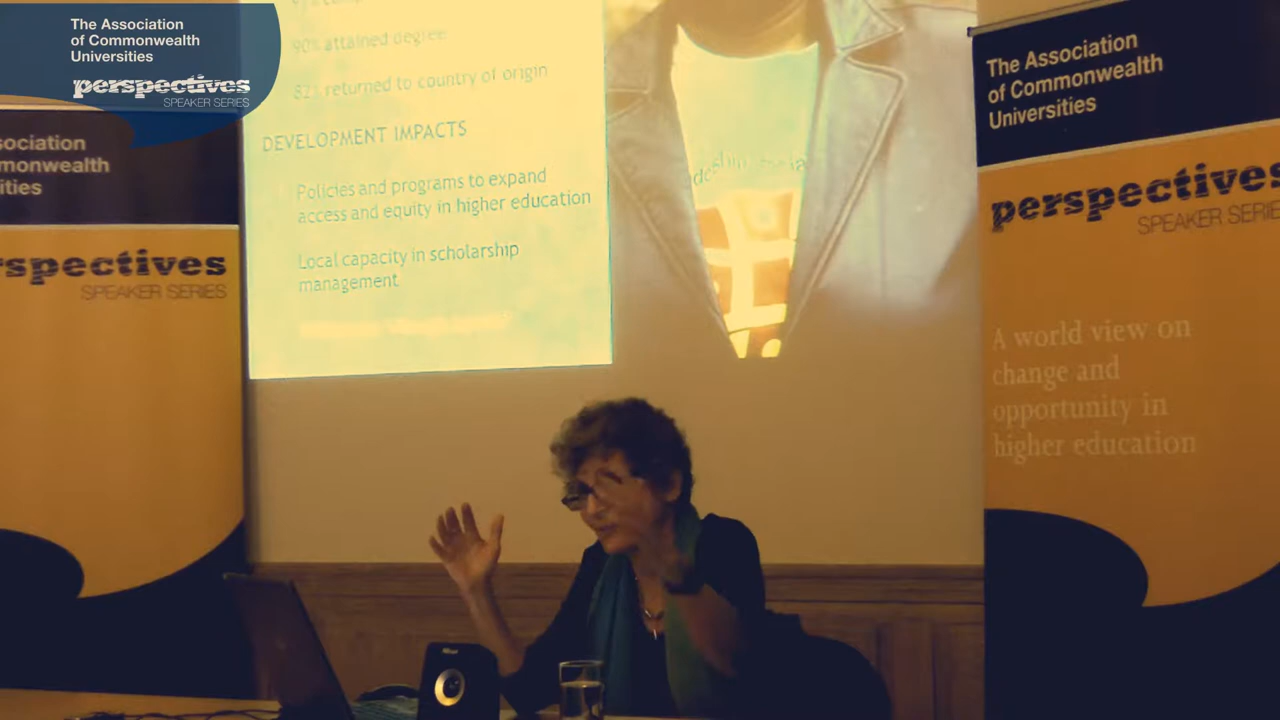 The Association
of Commonwealth
Universities
perspectives
SPEAKER SERIES
sociation
monwealth
ities
rspectives
SPEAKER SERIES
90% attained degree
82% returned to country of origin
DEVELOPMENT IMPACTS
Policies and programs to expand
access and equity in higher education
Local capacity in scholarship
management
The Association
of Commonwealth
Universities
perspectives
SPEAKER SERIE
A world view on
change and
opportunity in
higher education